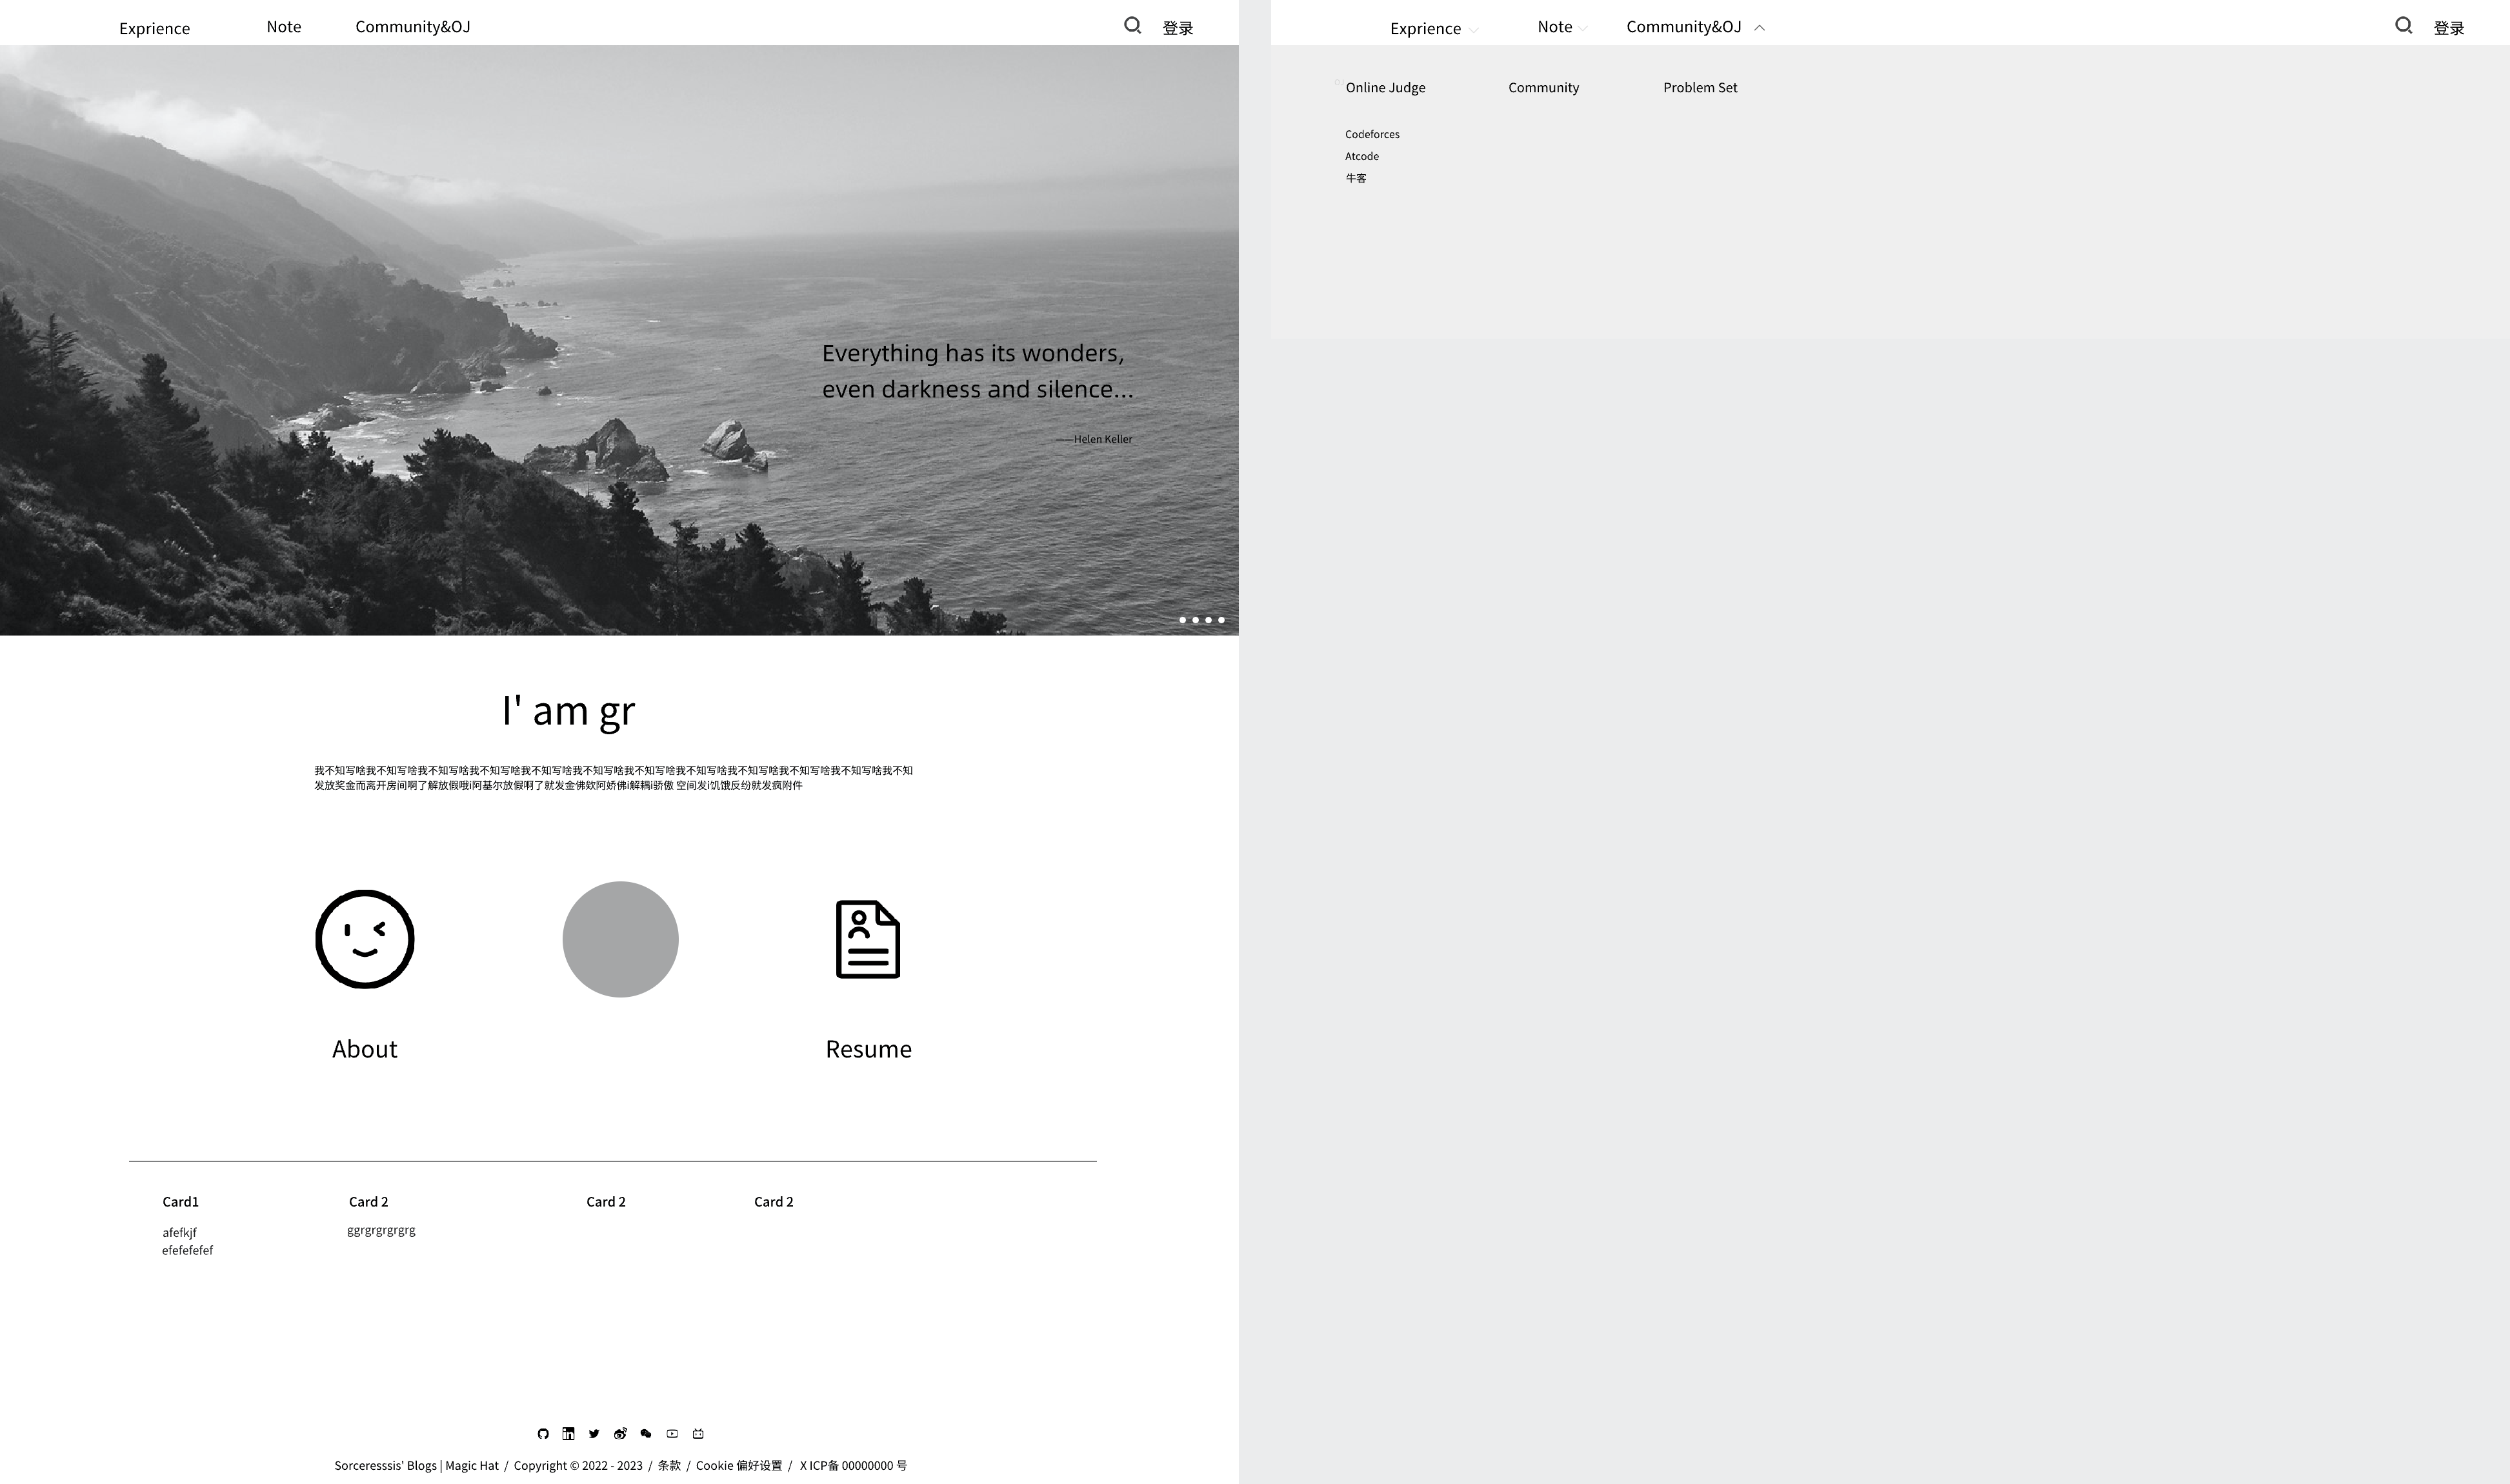 Exprience Note Community&OJ 登录
Everything has its wonders,
even darkness and silence...
——Helen Keller
I' am gr
我不知写啥我不知写啥我不知写啥我不知写啥我不知写啥我不知写啥我不知写啥我不知写啥我不知写啥我不知写啥我不知写啥我不知
发放奖金而离开房间啊了解放假哦i阿基尔放假啊了就发金佛欸阿娇佛i解耦i骄傲 空间发i饥饿反纷就发疯附件
About
Resume
Card1 Card 2 Card 2 Card 2
afefkjf
efefefefef
ggrgrgrgrgrg
Sorceresssis' Blogs | Magic Hat / Copyright © 2022 - 2023 / 条款 / Cookie 偏好设置 / X ICP备 00000000 号
Exprience Note Community&OJ 登录
OJ
Online Judge Community Problem Set
Codeforces
Atcode
牛客